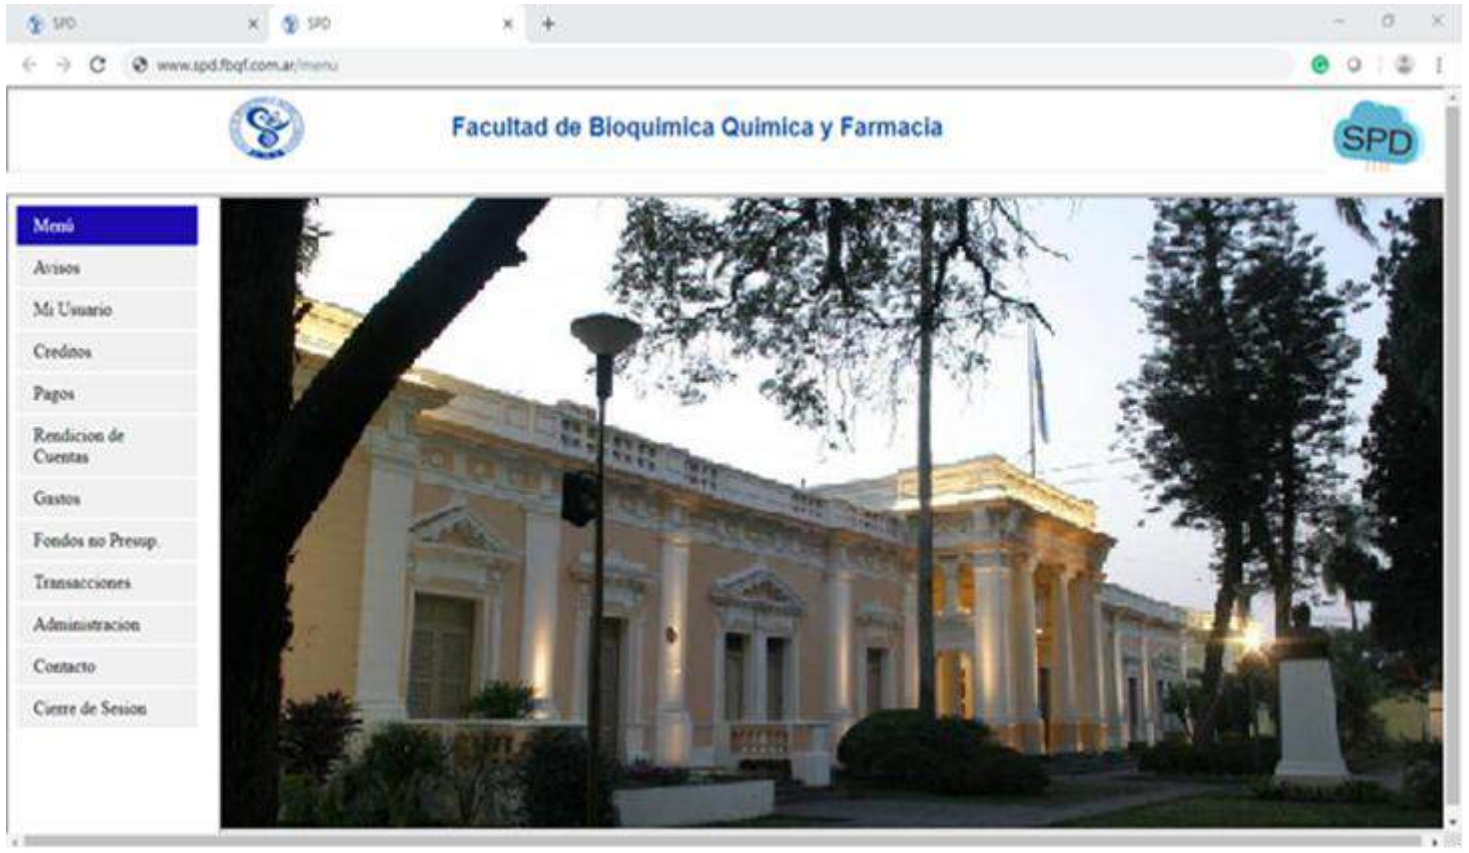 SPD
SPD
www.spd.fbqf.com.ar/menu
Facultad de Bioquimica Quimica y Farmacia
SPD
Menú
Avisos
Mi Usuario
Creditos
Pagos
Rendicion de
Cuentas
Gastos
Fondos no Presup.
Transacciones
Administracion
Contacto
Cierre de Sesion